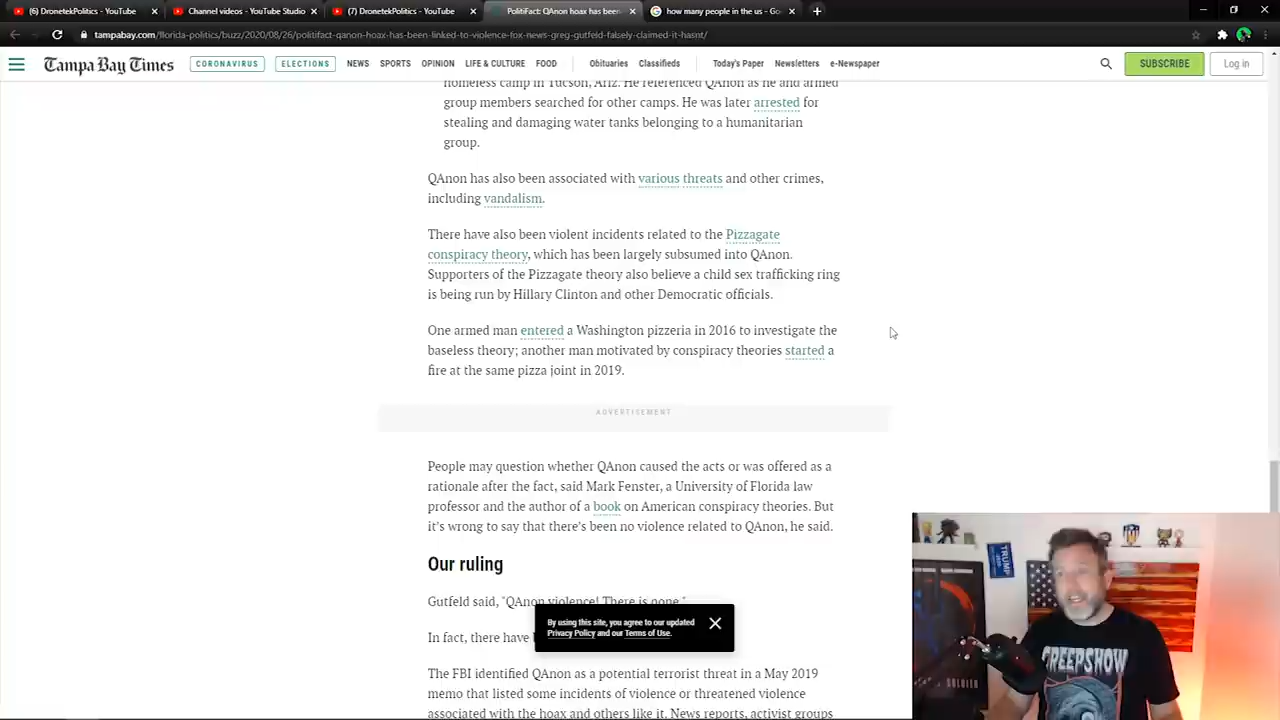 (6) DronetekPolitics - YouTube
Channel videos - YouTube Studio
(7) DronetekPolitics - YouTube
PolitiFact: QAnon hoax has been
how many people in the us - Go
tampabay.com/florida-politics/buzz/2020/08/26/politifact-qanon-hoax-has-been-linked-to-violence-fox-news-greg-gutfeld-falsely-claimed-it-hasnt/
Tampa Bay Times
CORONAVIRUS
ELECTIONS
NEWS SPORTS OPINION LIFE & CULTURE FOOD
Obituaries Classifieds
Today's Paper Newsletters e-Newspaper
SUBSCRIBE
Log in
homeless camp in Tucson, Ariz. He referenced QAnon as he and armed
group members searched for other camps. He was later arrested for
stealing and damaging water tanks belonging to a humanitarian
group.
QAnon has also been associated with various threats and other crimes,
including vandalism.
There have also been violent incidents related to the Pizzagate
conspiracy theory, which has been largely subsumed into QAnon.
Supporters of the Pizzagate theory also believe a child sex trafficking ring
is being run by Hillary Clinton and other Democratic officials.
One armed man entered a Washington pizzeria in 2016 to investigate the
baseless theory; another man motivated by conspiracy theories started a
fire at the same pizza joint in 2019.
ADVERTISEMENT
People may question whether QAnon caused the acts or was offered as a
rationale after the fact, said Mark Fenster, a University of Florida law
professor and the author of a book on American conspiracy theories. But
it's wrong to say that there's been no violence related to QAnon, he said.
Our ruling
Gutfeld said, "QAnon violence! There is none."
In fact, there have
By using this site, you agree to our updated
Privacy Policy and our Terms of Use.
The FBI identified QAnon as a potential terrorist threat in a May 2019
memo that listed some incidents of violence or threatened violence
associated with the hoax and others like it. News reports, activist groups
TRUMP
CREEPSHOW